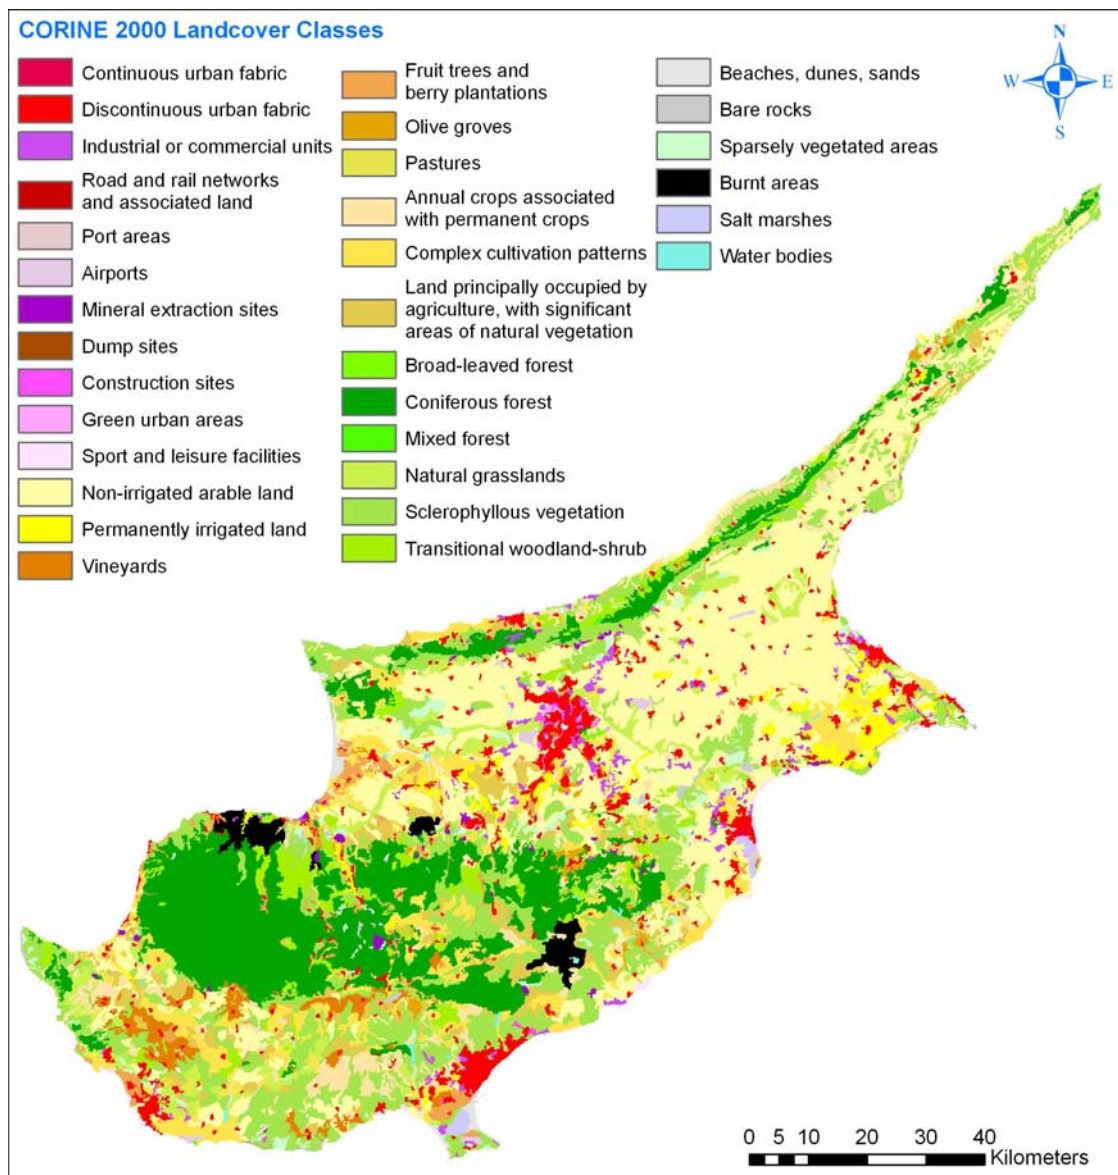 CORINE 2000 Landcover Classes
Continuous urban fabric
Discontinuous urban fabric
Industrial or commercial units
Road and rail networks
and associated land
Port areas
Airports
Mineral extraction sites
Dump sites
Construction sites
Green urban areas
Sport and leisure facilities
Non-irrigated arable land
Permanently irrigated land
Vineyards
Fruit trees and
berry plantations
Olive groves
Pastures
Annual crops associated
with permanent crops
Complex cultivation patterns
Land principally occupied by
agriculture, with significant
areas of natural vegetation
Broad-leaved forest
Coniferous forest
Mixed forest
Natural grasslands
Sclerophyllous vegetation
Transitional woodland-shrub
Beaches, dunes, sands
Bare rocks
Sparsely vegetated areas
Burnt areas
Salt marshes
Water bodies
N
W E
S
0 5 10 20 30 40
Kilometers